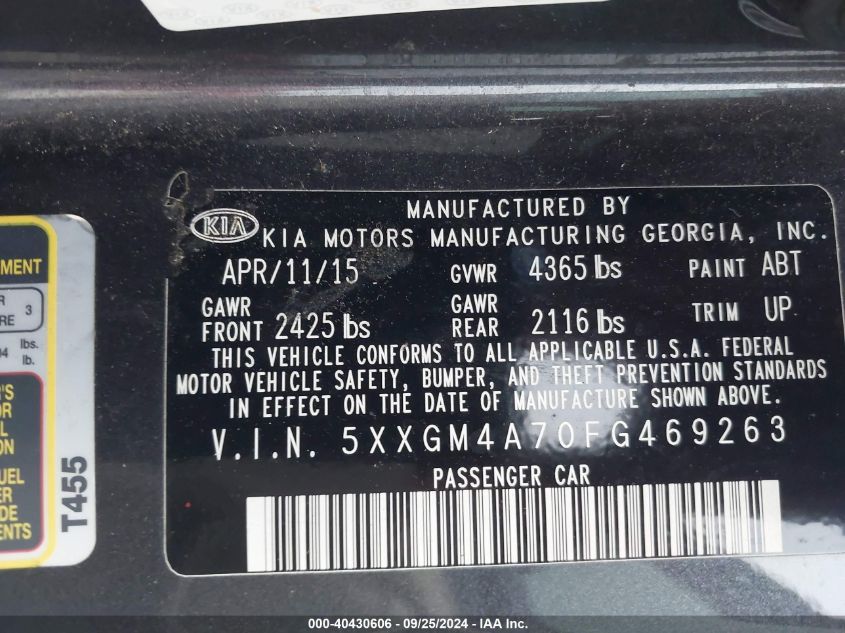 KIA
MANUFACTURED BY
KIA MOTORS MANUFACTURING GEORGIA, INC.
APR/11/15 GVWR 4365 lbs PAINT ABT
GAWR FRONT 2425 lbs GAWR REAR 2116 lbs TRIM UP
THIS VEHICLE CONFORMS TO ALL APPLICABLE U.S.A. FEDERAL
MOTOR VEHICLE SAFETY, BUMPER, AND THEFT PREVENTION STANDARDS
IN EFFECT ON THE DATE OF MANUFACTURE SHOWN ABOVE.
V.I.N. 5XXGM4A70FG469263
PASSENGER CAR
3
lbs.
lb.
T455
000-40430606 - 09/25/2024 - IAA Inc.